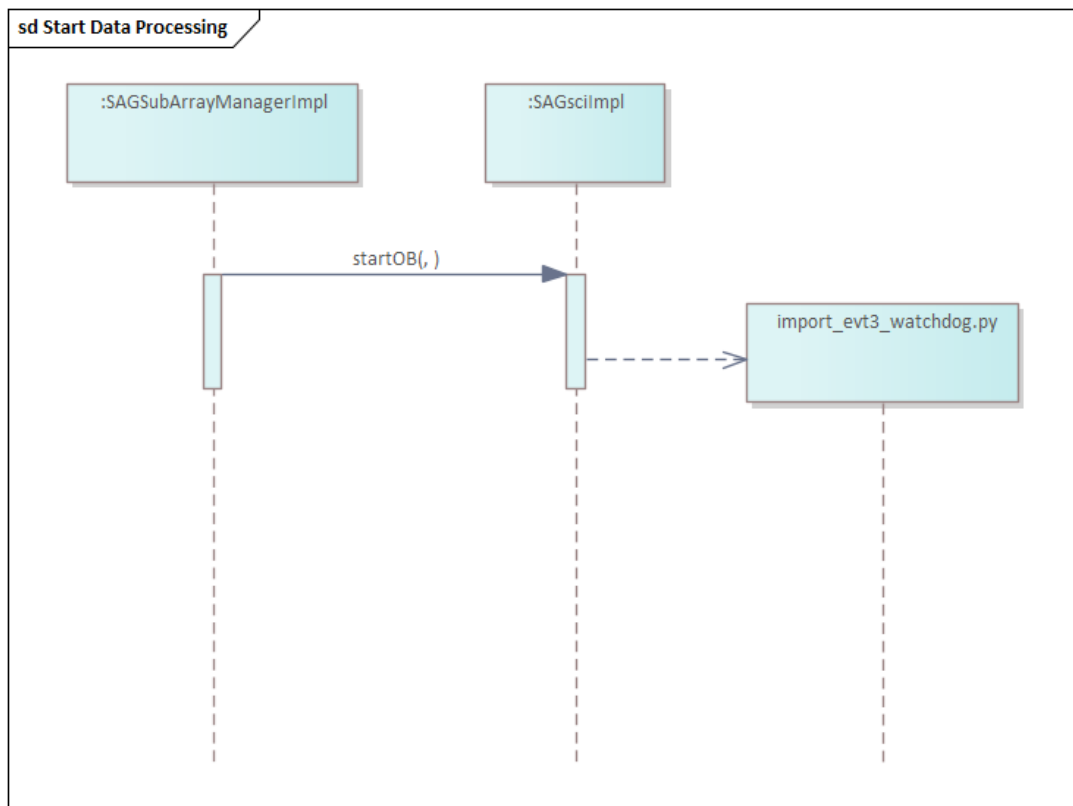 sd Start Data Processing
:SAGSubArrayManagerImpl
:SAGsciImpl
startOB(, )
import_evt3_watchdog.py